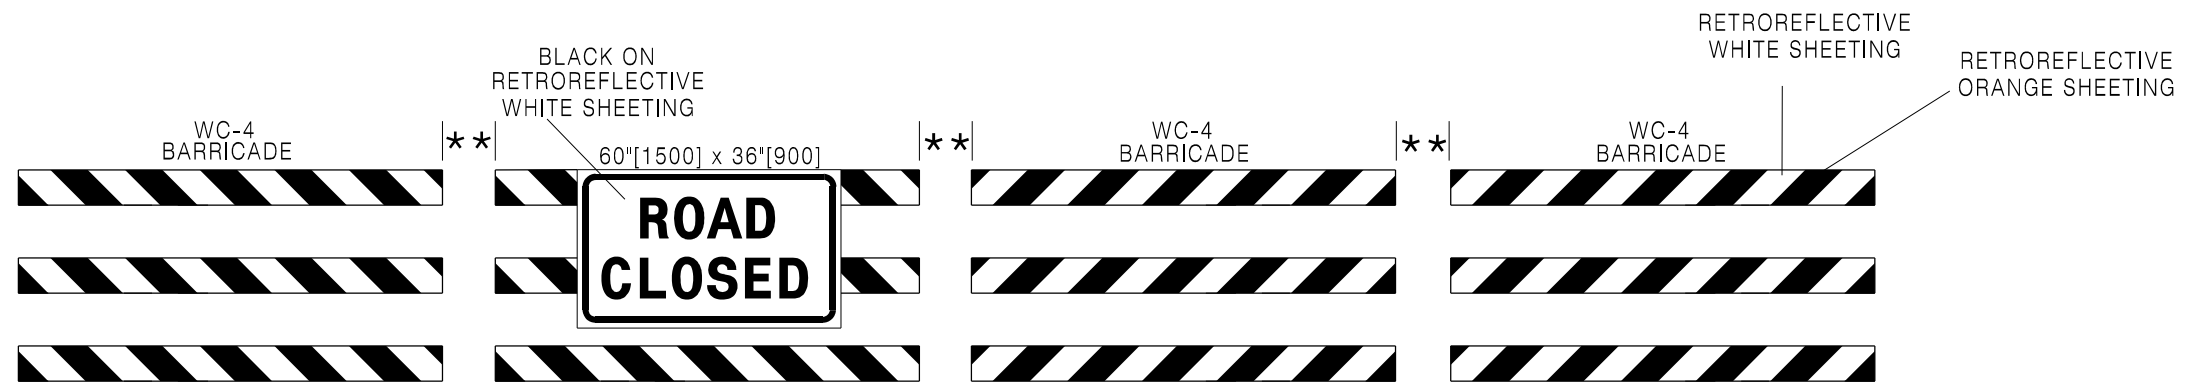 RETROREFLECTIVE
WHITE SHEETING
BLACK ON
RETROREFLECTIVE
WHITE SHEETING
RETROREFLECTIVE
ORANGE SHEETING
WC-4
BARRICADE
**
60"[1500] x 36"[900]
**
WC-4
BARRICADE
**
WC-4
BARRICADE
ROAD
CLOSED